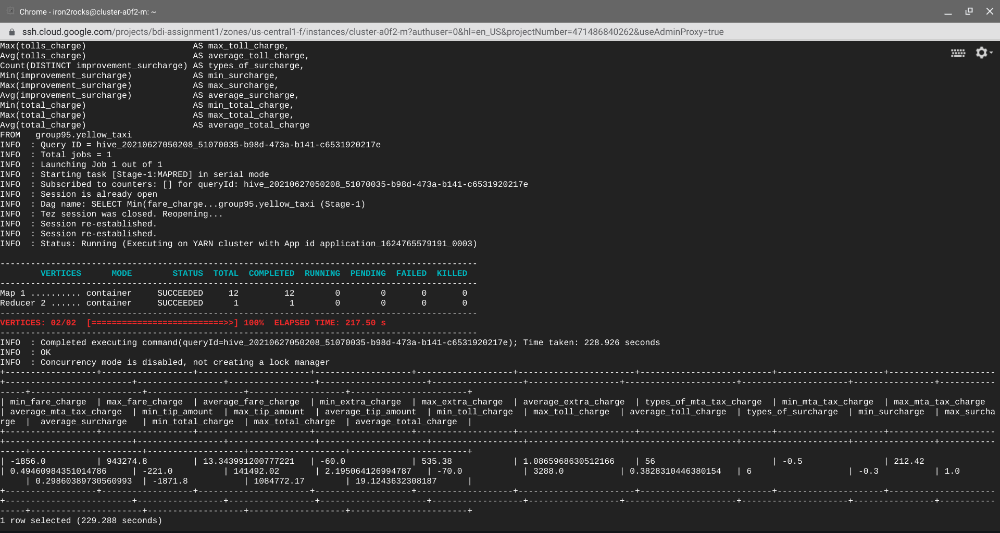 Chrome - iron2rocks@cluster-a0f2-m: ~
ssh.cloud.google.com/projects/bdi-assignment1/zones/us-central1-f/instances/cluster-a0f2-m?authuser=0&hl=en_US&projectNumber=471486840262&useAdminProxy=true
Max(tolls_charge)                     AS max_toll_charge,
Avg(tolls_charge)                     AS average_toll_charge,
Count(DISTINCT improvement_surcharge) AS types_of_surcharge,
Min(improvement_surcharge)            AS min_surcharge,
Max(improvement_surcharge)            AS max_surcharge,
Avg(improvement_surcharge)            AS average_surcharge,
Min(total_charge)                     AS min_total_charge,
Max(total_charge)                     AS max_total_charge,
Avg(total_charge)                     AS average_total_charge
FROM   group95.yellow_taxi
INFO  : Query ID = hive_20210627050208_51070035-b98d-473a-b141-c6531920217e
INFO  : Total jobs = 1
INFO  : Launching Job 1 out of 1
INFO  : Starting task [Stage-1:MAPRED] in serial mode
INFO  : Subscribed to counters: [] for queryId: hive_20210627050208_51070035-b98d-473a-b141-c6531920217e
INFO  : Session is already open
INFO  : Dag name: SELECT Min(fare_charge...group95.yellow_taxi (Stage-1)
INFO  : Tez session was closed. Reopening...
INFO  : Session re-established.
INFO  : Session re-established.
INFO  : Status: Running (Executing on YARN cluster with App id application_1624765579191_0003)
VERTICES      MODE        STATUS  TOTAL  COMPLETED  RUNNING  PENDING  FAILED  KILLED
Map 1 .......... container     SUCCEEDED     12         12        0        0       0       0
Reducer 2 ...... container     SUCCEEDED      1          1        0        0       0       0
VERTICES: 02/02  [==========================>>] 100%  ELAPSED TIME: 217.50 s
INFO  : Completed executing command(queryId=hive_20210627050208_51070035-b98d-473a-b141-c6531920217e); Time taken: 228.926 seconds
INFO  : OK
INFO  : Concurrency mode is disabled, not creating a lock manager
| min_fare_charge  | max_fare_charge  | average_fare_charge  | min_extra_charge  | max_extra_charge  | average_extra_charge  | types_of_mta_tax_charge  | min_mta_tax_charge  | max_mta_tax_charge
| average_mta_tax_charge  | min_tip_amount  | max_tip_amount  | average_tip_amount  | min_toll_charge  | max_toll_charge  | average_toll_charge  | types_of_surcharge  | min_surcharge  | max_surcha
rge  |  average_surcharge   | min_total_charge  | max_total_charge  | average_total_charge  |
| -1856.0          | 943274.8         | 13.343991200777221   | -60.0             | 535.38            | 1.0865968630512166    | 56                       | -0.5                | 212.42
| 0.49460984351014786     | -221.0          | 141492.02       | 2.195064126994787   | -70.0            | 3288.0           | 0.3828310446380154   | 6                   | -0.3           | 1.0
| 0.29860389730560993  | -1871.8           | 1084772.17        | 19.1243632308187      |
1 row selected (229.288 seconds)